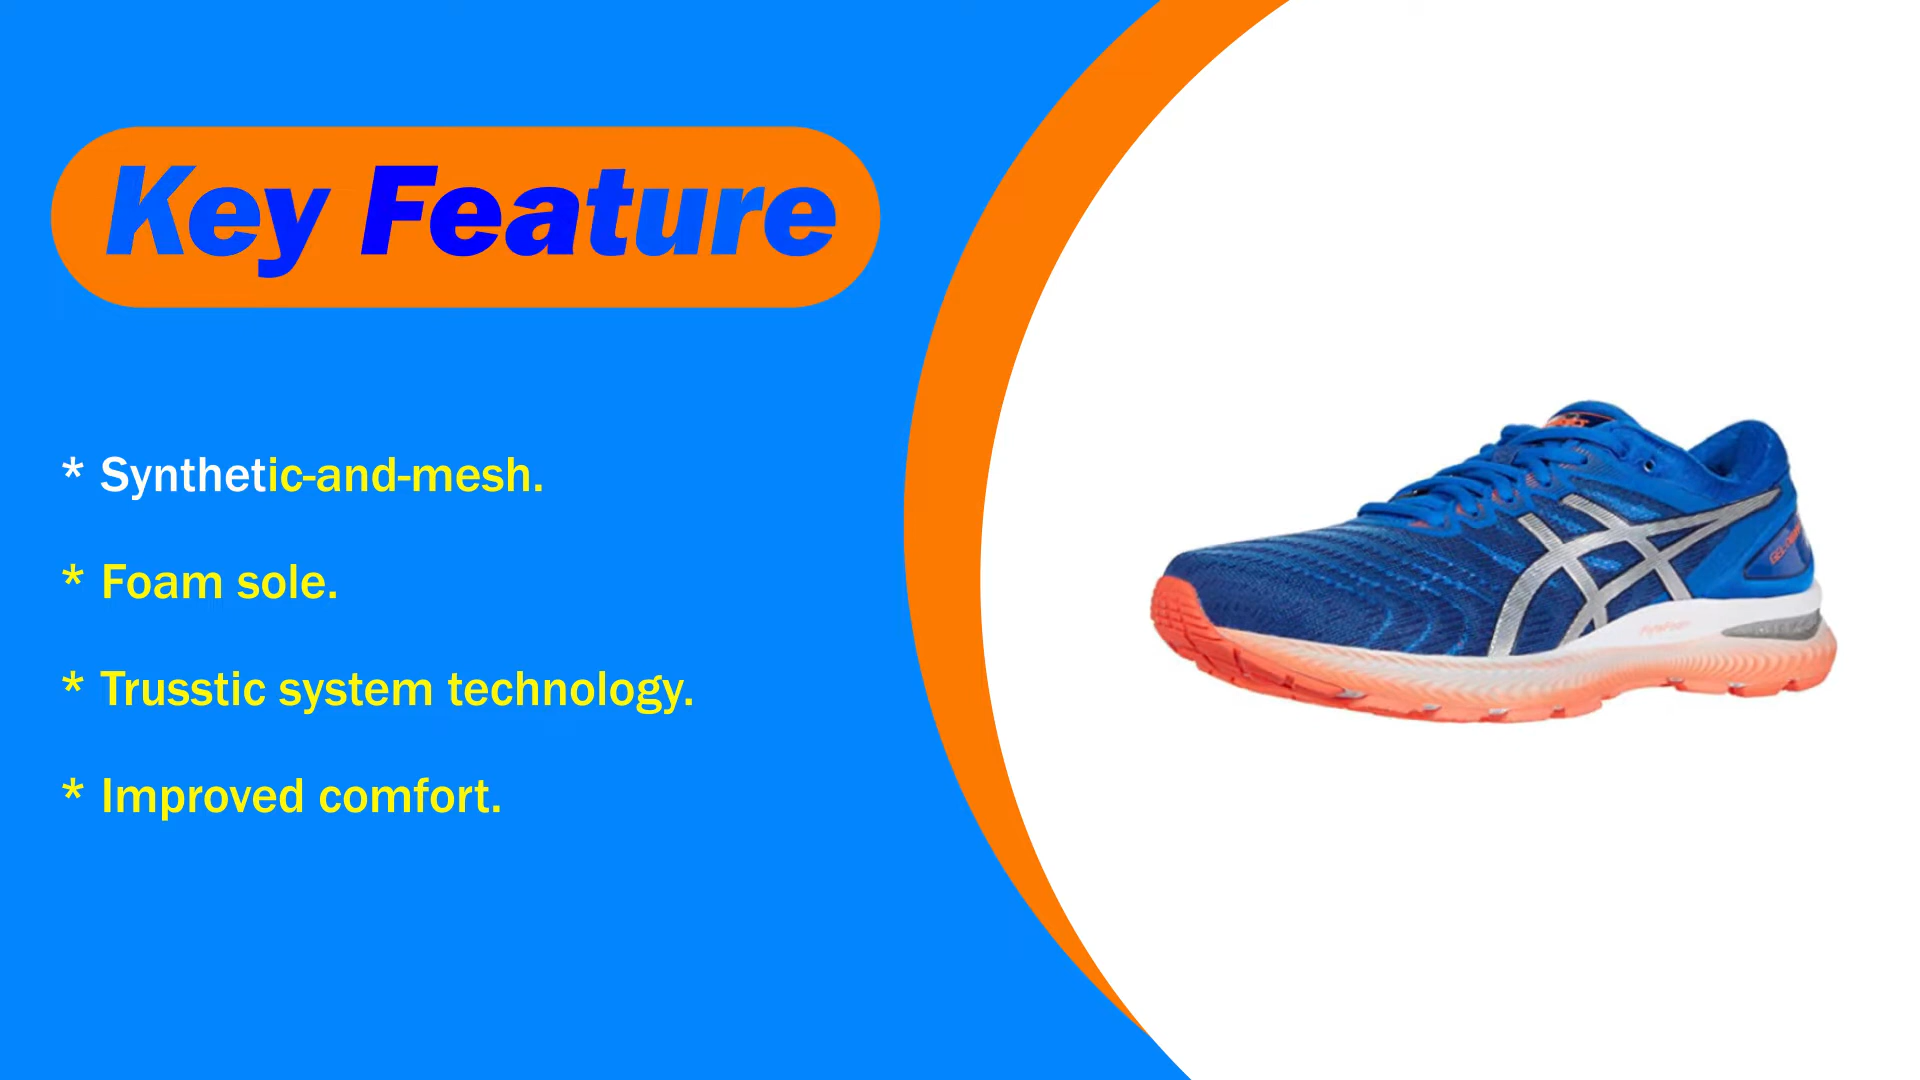 Key Feature
* Synthetic-and-mesh.
* Foam sole.
* Trusstic system technology.
* Improved comfort.